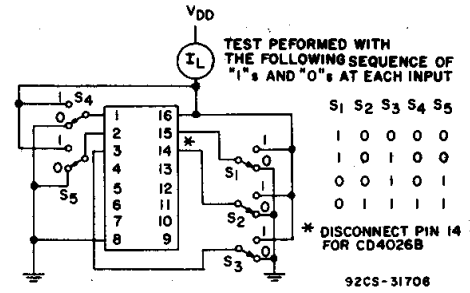 VDD
IL
TEST PEFORMED WITH
THE FOLLOWING SEQUENCE OF
"1"s AND "0"s AT EACH INPUT
S1 S2 S3 S4 S5
1 0 0 0 0
1 0 1 0 0
0 0 1 0 1
0 1 1 1 1
* DISCONNECT PIN 14
FOR CD4026B
1 S4
0
1
0
S5
1 16
2 15
3 14 *
4 13
5 12
6 11
7 10
8 9
1
S1 0
1
S2 0
1
S3 0
92CS-31706